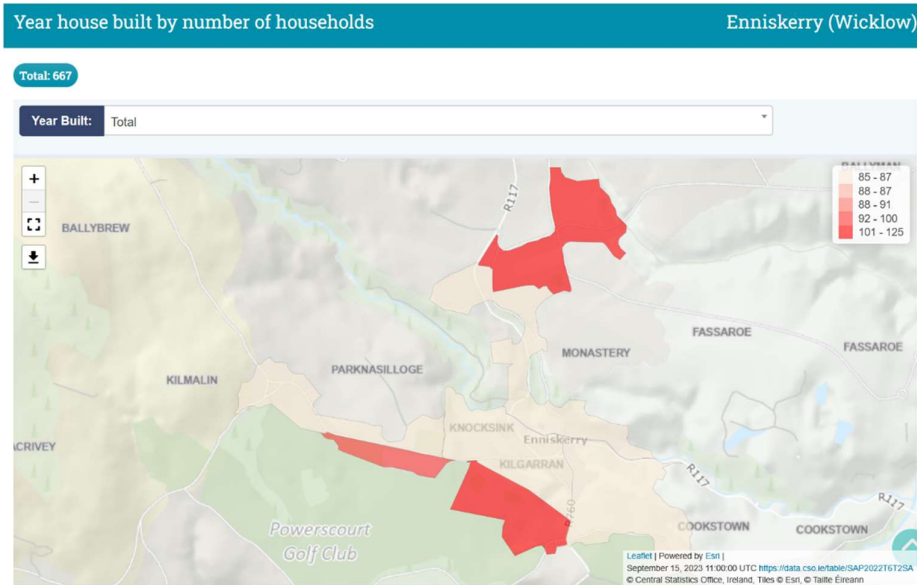 Year house built by number of households
Enniskerry (Wicklow)
Total: 667
Year Built:
Total
+
−
BALLYBREW
R117
85 - 87
88 - 87
88 - 91
92 - 100
101 - 125
FASSAROE
FASSAROE
MONASTERY
PARKNASILLOGE
KILMALIN
KNOCKSINK
Enniskerry
ACRIVEY
KILGARRAN
R117
R117
R760
COOKSTOWN
COOKSTOWN
Powerscourt
Golf Club
Leaflet | Powered by Esri |
September 15, 2023 11:00:00 UTC https://data.cso.ie/table/SAP2022T6T2SA
© Central Statistics Office, Ireland, Tiles © Esri, © Tailte Éireann